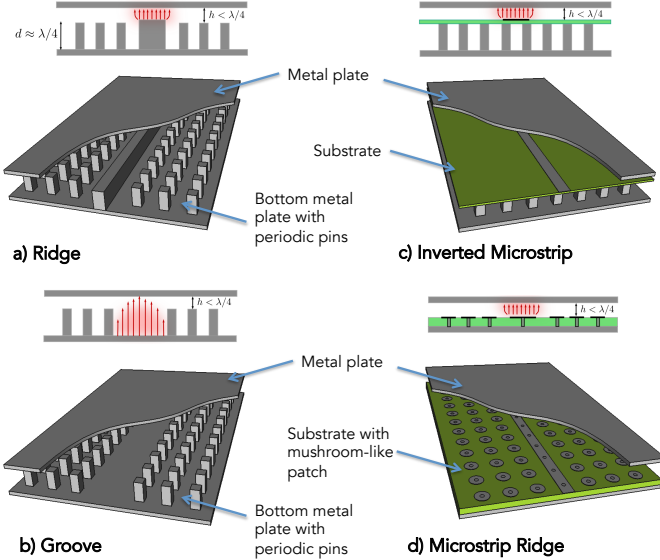 h < λ/4
d ≈ λ/4
h < λ/4
Metal plate
Substrate
Bottom metal
plate with
periodic pins
a) Ridge
c) Inverted Microstrip
h < λ/4
h < λ/4
Metal plate
Substrate with
mushroom-like
patch
Bottom metal
plate with
periodic pins
b) Groove
d) Microstrip Ridge